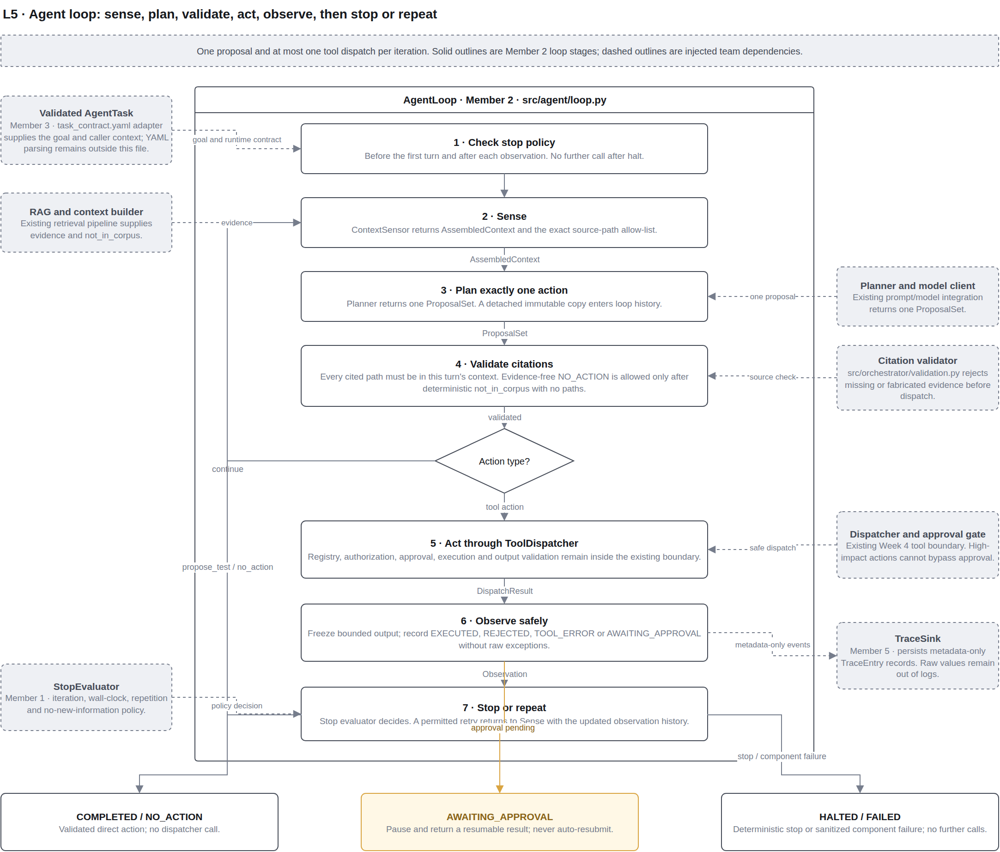 L5 · Agent loop: sense, plan, validate, act, observe, then stop or repeat
One proposal and at most one tool dispatch per iteration. Solid outlines are Member 2 loop stages; dashed outlines are injected team dependencies.
AgentLoop · Member 2 · src/agent/loop.py
Validated AgentTask
Member 3 · task_contract.yaml adapter
supplies the goal and caller context; YAML
parsing remains outside this file.
goal and runtime contract
1 · Check stop policy
Before the first turn and after each observation. No further call after halt.
RAG and context builder
Existing retrieval pipeline supplies
evidence and not_in_corpus.
evidence
2 · Sense
ContextSensor returns AssembledContext and the exact source-path allow-list.
AssembledContext
3 · Plan exactly one action
Planner returns one ProposalSet. A detached immutable copy enters loop history.
one proposal
Planner and model client
Existing prompt/model integration
returns one ProposalSet.
ProposalSet
4 · Validate citations
Every cited path must be in this turn's context. Evidence-free NO_ACTION is allowed only after
deterministic not_in_corpus with no paths.
source check
Citation validator
src/orchestrator/validation.py rejects
missing or fabricated evidence before
dispatch.
validated
Action type?
continue
tool action
propose_test / no_action
5 · Act through ToolDispatcher
Registry, authorization, approval, execution and output validation remain inside the existing boundary.
safe dispatch
Dispatcher and approval gate
Existing Week 4 tool boundary. High-
impact actions cannot bypass approval.
DispatchResult
6 · Observe safely
Freeze bounded output; record EXECUTED, REJECTED, TOOL_ERROR or AWAITING_APPROVAL
without raw exceptions.
metadata-only events
TraceSink
Member 5 · persists metadata-only
TraceEntry records. Raw values remain
out of logs.
Observation
StopEvaluator
Member 1 · iteration, wall-clock, repetition
and no-new-information policy.
policy decision
7 · Stop or repeat
Stop evaluator decides. A permitted retry returns to Sense with the updated observation history.
approval pending
stop / component failure
COMPLETED / NO_ACTION
Validated direct action; no dispatcher call.
AWAITING_APPROVAL
Pause and return a resumable result; never auto-resubmit.
HALTED / FAILED
Deterministic stop or sanitized component failure; no further calls.